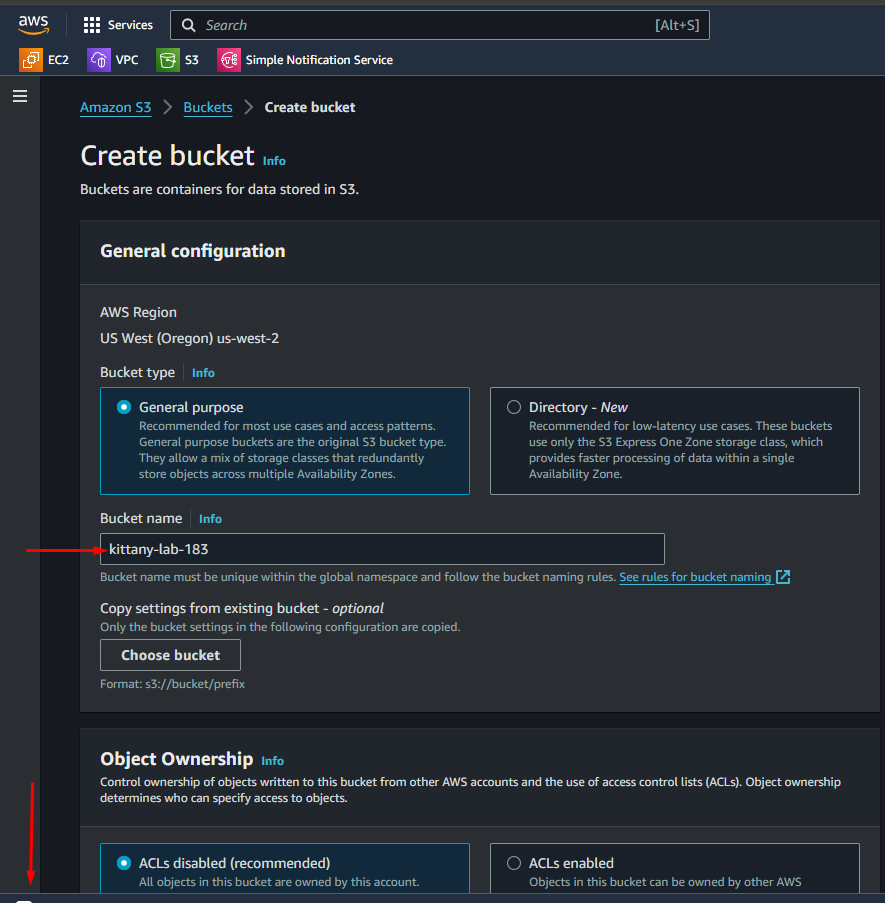 aws
Services
Search
[Alt+S]
EC2
VPC
S3
Simple Notification Service
Amazon S3
Buckets
Create bucket
Create bucket Info
Buckets are containers for data stored in S3.
General configuration
AWS Region
US West (Oregon) us-west-2
Bucket type Info
General purpose
Recommended for most use cases and access patterns.
General purpose buckets are the original S3 bucket type.
They allow a mix of storage classes that redundantly
store objects across multiple Availability Zones.
Directory - New
Recommended for low-latency use cases. These buckets
use only the S3 Express One Zone storage class, which
provides faster processing of data within a single
Availability Zone.
Bucket name Info
kittany-lab-183
Bucket name must be unique within the global namespace and follow the bucket naming rules. See rules for bucket naming
Copy settings from existing bucket - optional
Only the bucket settings in the following configuration are copied.
Choose bucket
Format: s3://bucket/prefix
Object Ownership Info
Control ownership of objects written to this bucket from other AWS accounts and the use of access control lists (ACLs). Object ownership
determines who can specify access to objects.
ACLs disabled (recommended)
All objects in this bucket are owned by this account.
ACLs enabled
Objects in this bucket can be owned by other AWS